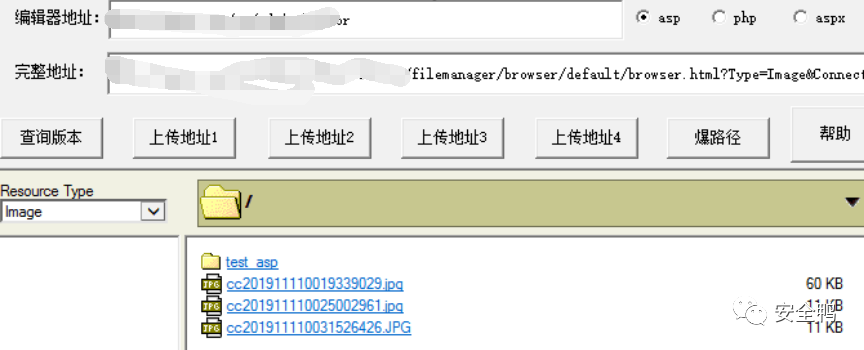 编辑器地址： or asp php aspx
完整地址： /filemanager/browser/default/browser.html?Type=Image&Connect
查询版本 上传地址1 上传地址2 上传地址3 上传地址4 爆路径 帮助
Resource Type
Image
/
test_asp
cc201911110019339029.jpg 60 KB
cc201911110025002961.jpg 11 KB
cc201911110031526426.JPG 11 KB
安全鸭